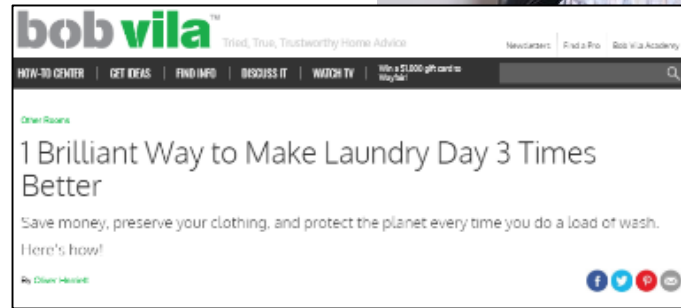 bob vila™
Tried, True, Trustworthy Home Advice
Newsletters Find a Pro Bob Vila Academy
HOW-TO CENTER | GET IDEAS | FIND INFO | DISCUSS IT | WATCH TV | Win a $1,000 gift card to
Wayfair!
Other Rooms
1 Brilliant Way to Make Laundry Day 3 Times
Better
Save money, preserve your clothing, and protect the planet every time you do a load of wash.
Here's how!
By Oliver